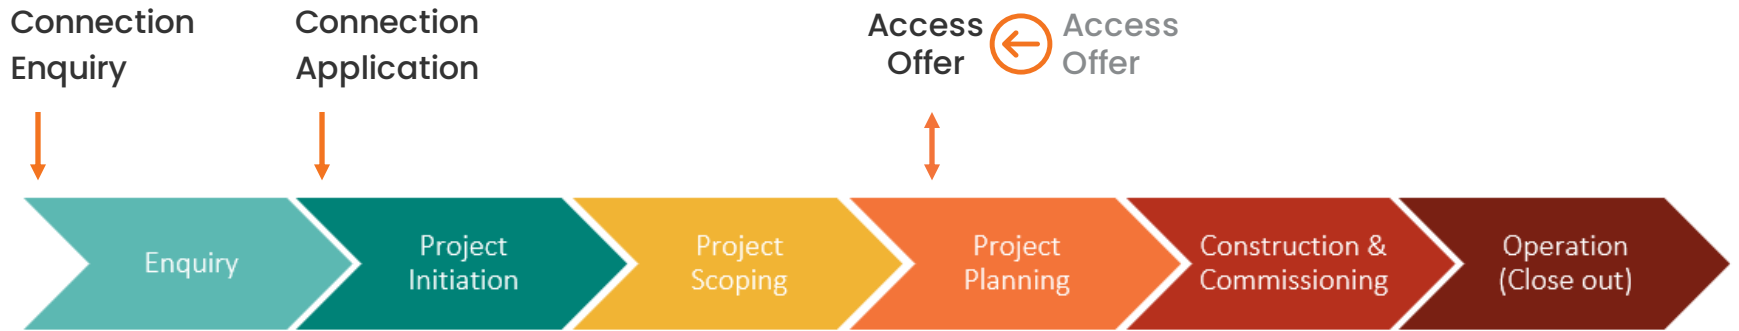 Connection
Enquiry
Connection
Application
Access
Offer
Access
Offer
Enquiry
Project
Initiation
Project
Scoping
Project
Planning
Construction &
Commissioning
Operation
(Close out)